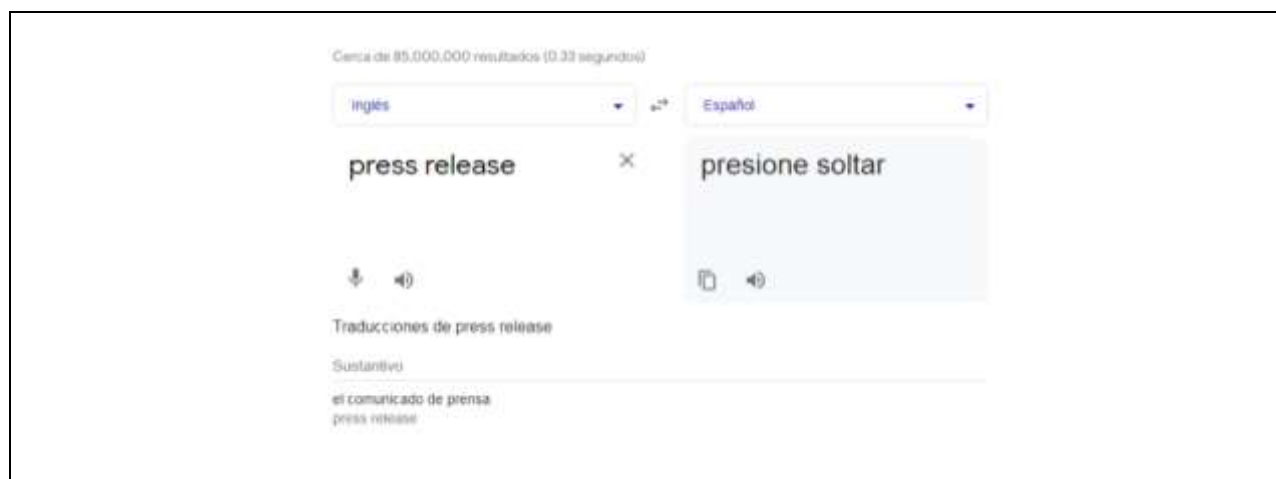 Cerca de 85.000.000 resultados (0.33 segundos)
Inglés Español
press release presione soltar
Traducciones de press release
Sustantivo
el comunicado de prensa
press release